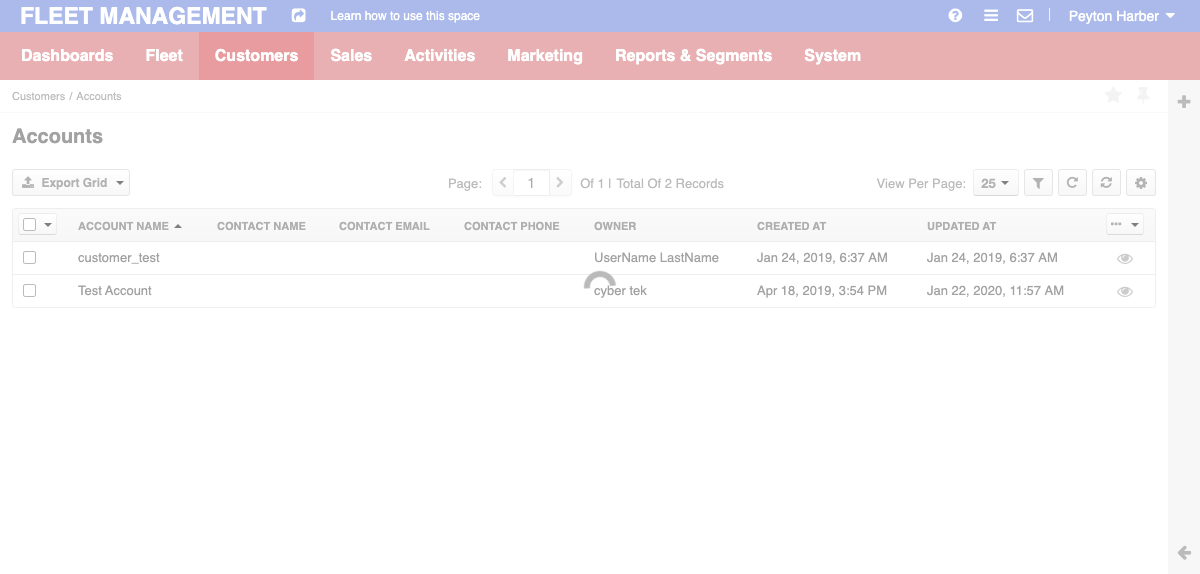 FLEET MANAGEMENT Learn how to use this space Peyton Harber
Dashboards Fleet Customers Sales Activities Marketing Reports & Segments System
Customers / Accounts
Accounts
Export Grid Page: 1 Of 1 | Total Of 2 Records View Per Page: 25
ACCOUNT NAME CONTACT NAME CONTACT EMAIL CONTACT PHONE OWNER CREATED AT UPDATED AT
customer_test UserName LastName Jan 24, 2019, 6:37 AM Jan 24, 2019, 6:37 AM
Test Account cyber tek Apr 18, 2019, 3:54 PM Jan 22, 2020, 11:57 AM